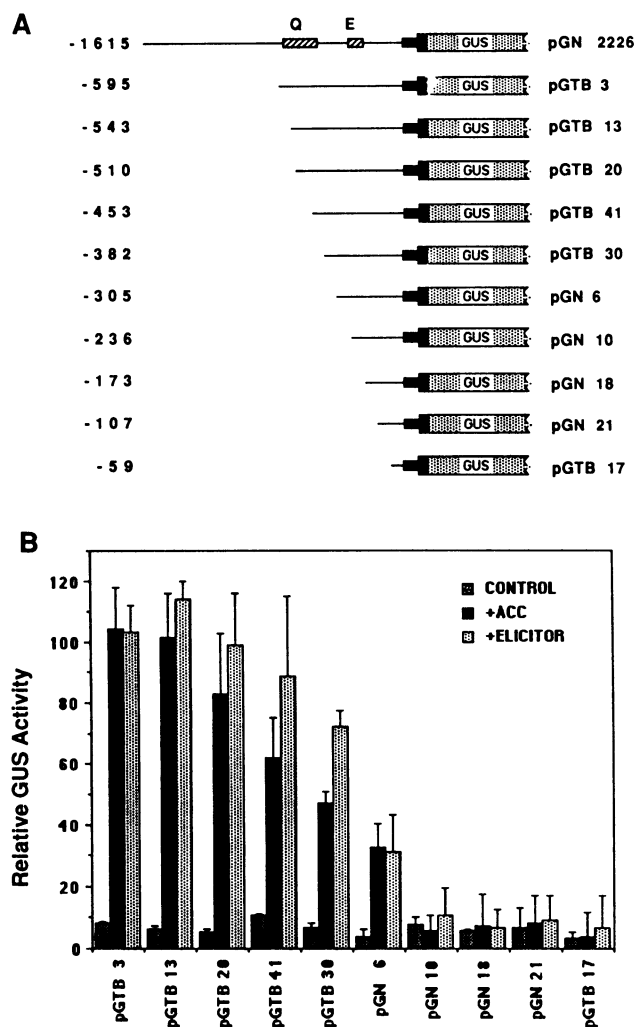 A
Q E
-1615 GUS pGN 2226
-595 GUS pGTB 3
-543 GUS pGTB 13
-510 GUS pGTB 20
-453 GUS pGTB 41
-382 GUS pGTB 30
-305 GUS pGN 6
-236 GUS pGN 10
-173 GUS pGN 18
-107 GUS pGN 21
-59 GUS pGTB 17
B
Relative GUS Activity
120
100
80
60
40
20
0
CONTROL
+ACC
+ELICITOR
pGTB 3
pGTB 13
pGTB 20
pGTB 41
pGTB 30
pGN 6
pGN 10
pGN 18
pGN 21
pGTB 17